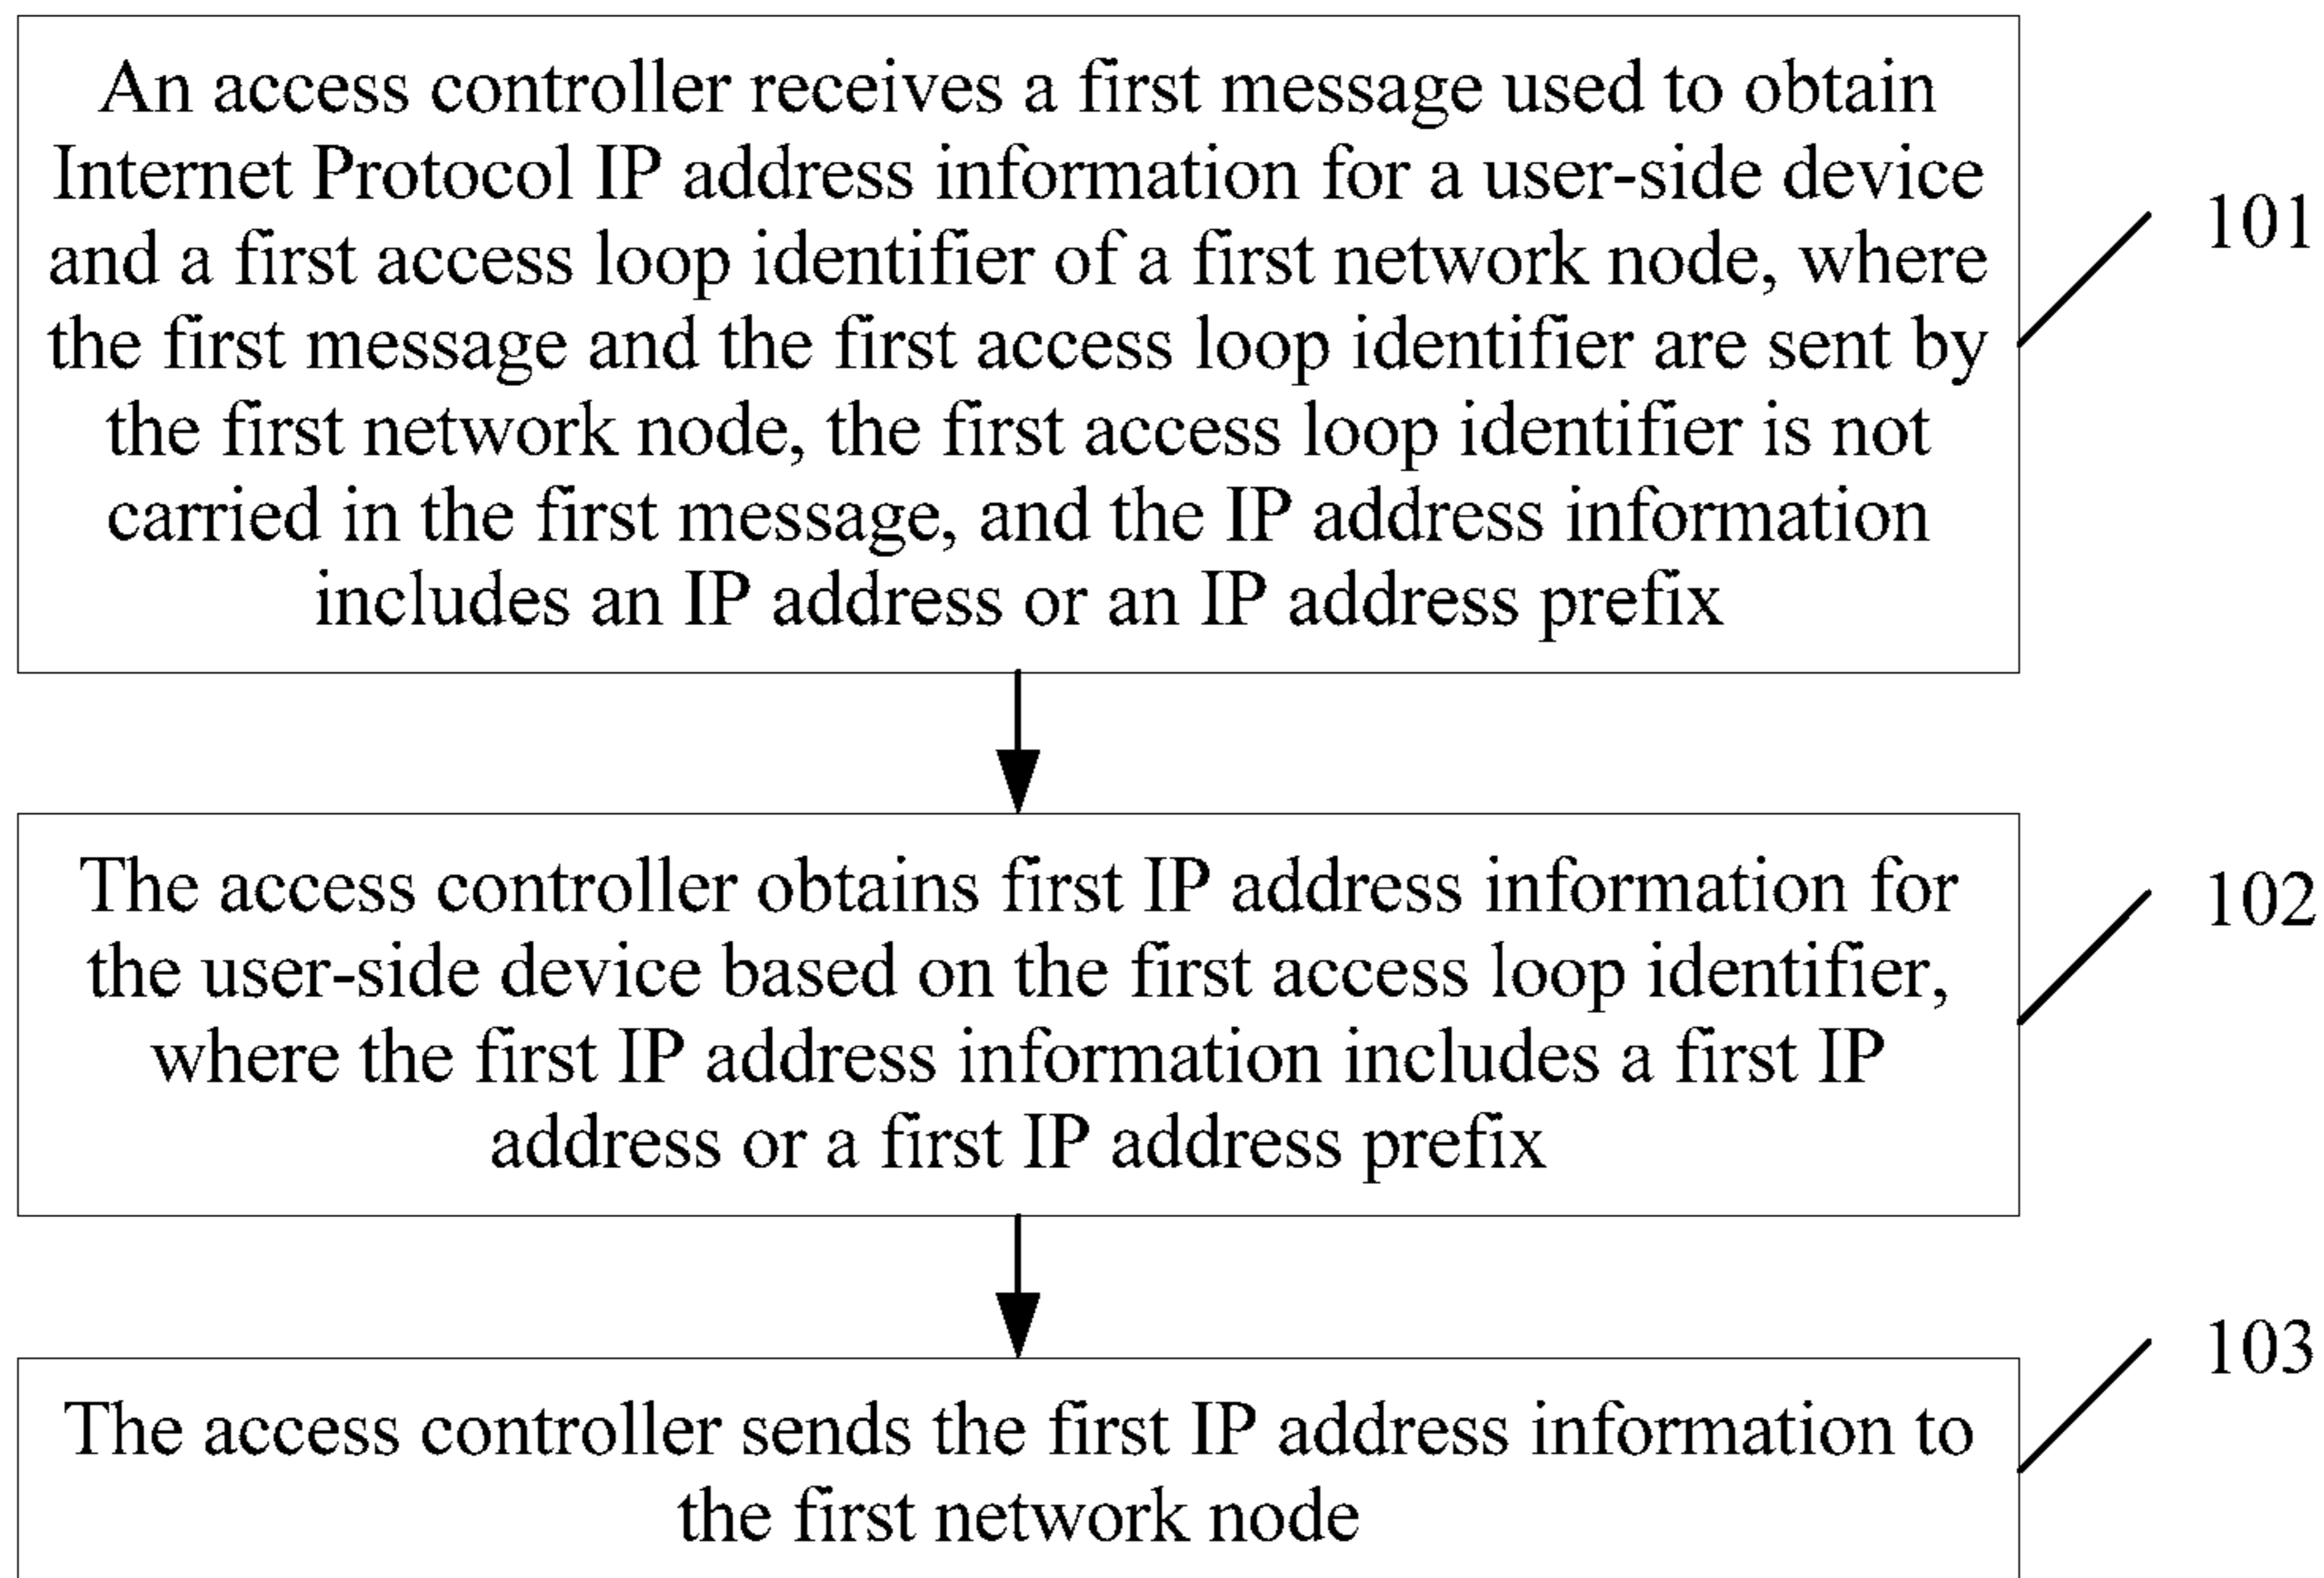 An access controller receives a first message used to obtain
Internet Protocol IP address information for a user-side device
and a first access loop identifier of a first network node, where
the first message and the first access loop identifier are sent by
the first network node, the first access loop identifier is not
carried in the first message, and the IP address information
includes an IP address or an IP address prefix
101
The access controller obtains first IP address information for
the user-side device based on the first access loop identifier,
where the first IP address information includes a first IP
address or a first IP address prefix
102
The access controller sends the first IP address information to
the first network node
103